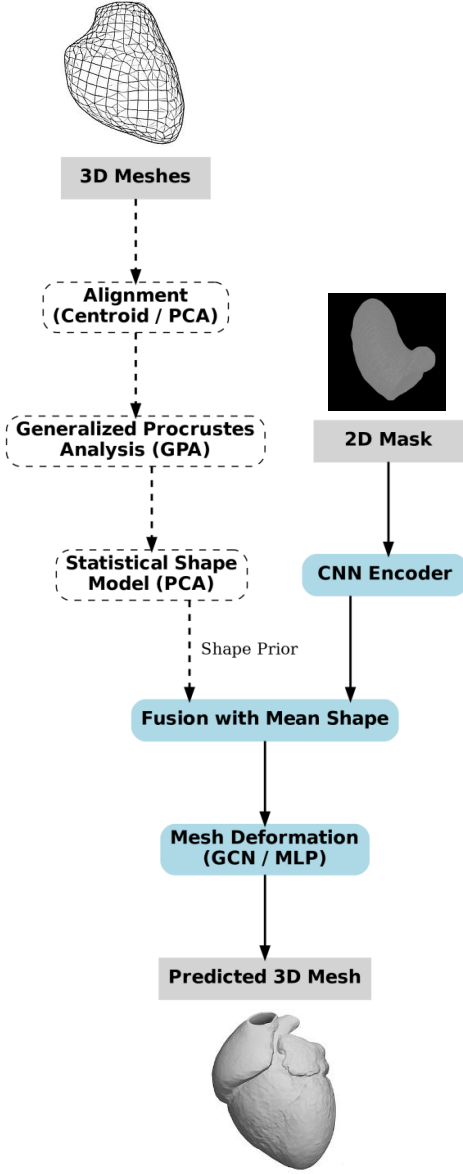 3D Meshes
Alignment
(Centroid / PCA)
Generalized Procrustes
Analysis (GPA)
2D Mask
Statistical Shape
Model (PCA)
CNN Encoder
Shape Prior
Fusion with Mean Shape
Mesh Deformation
(GCN / MLP)
Predicted 3D Mesh